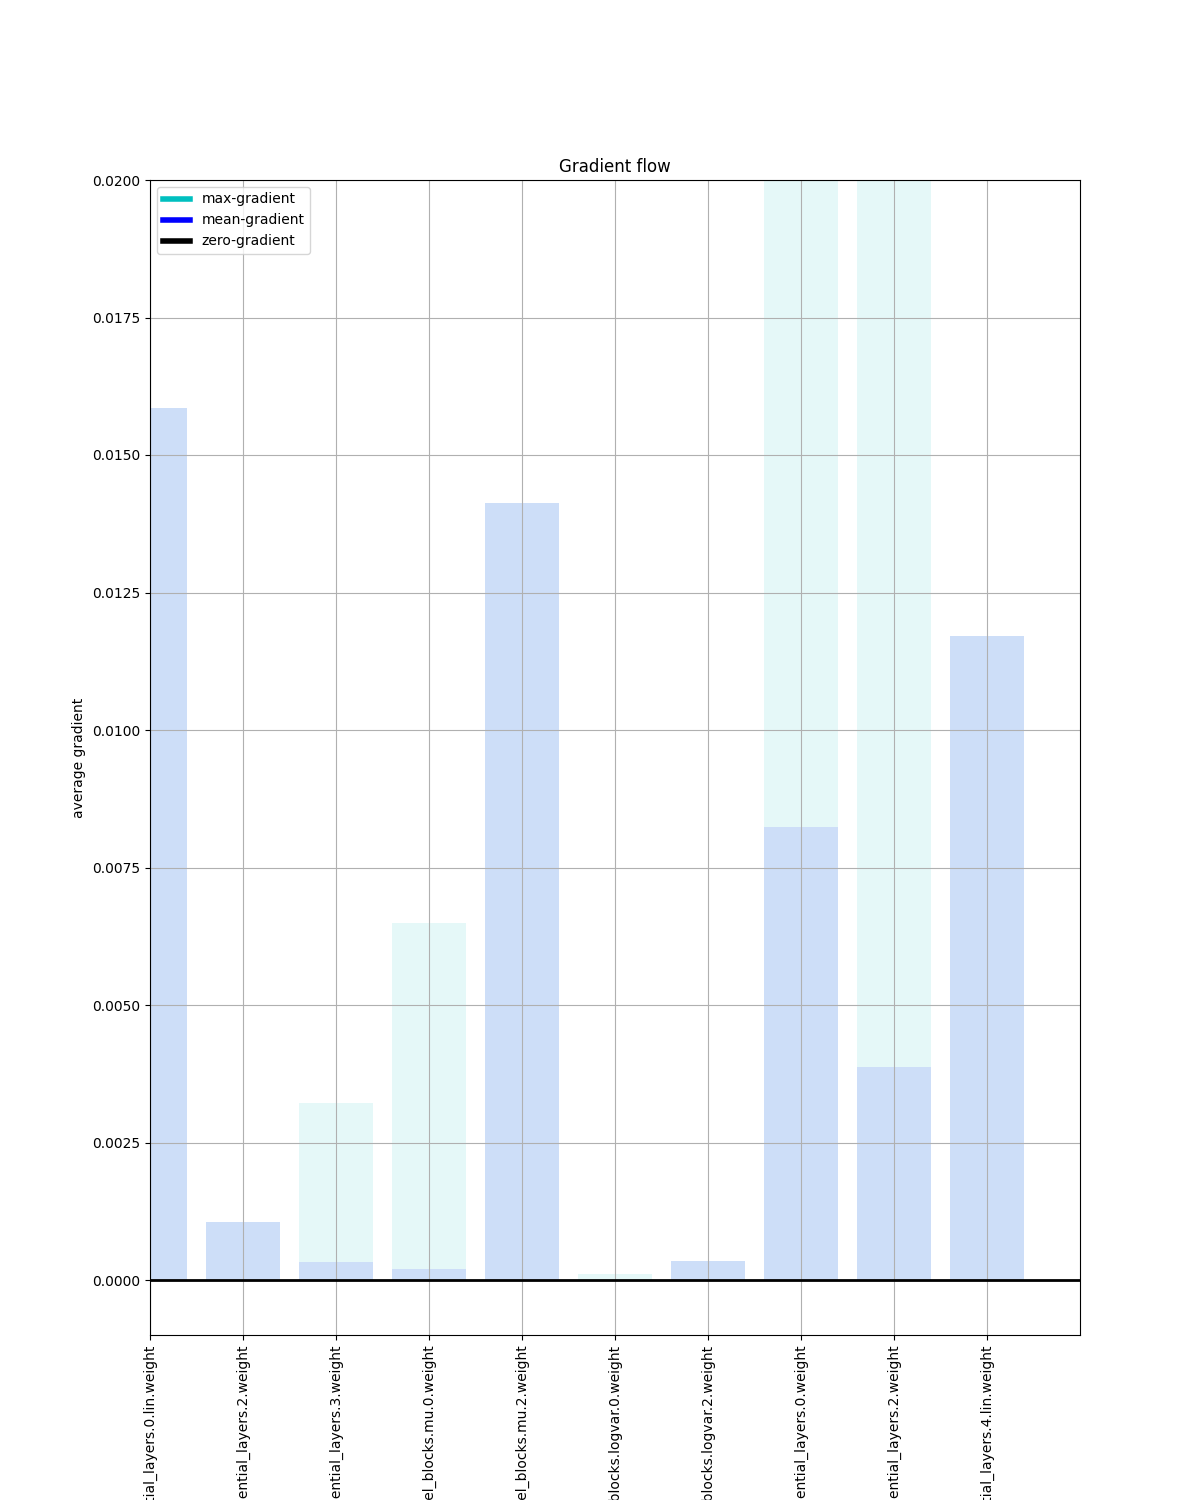 Gradient flow
max-gradient
mean-gradient
zero-gradient
0.0200
0.0175
0.0150
0.0125
0.0100
0.0075
0.0050
0.0025
0.0000
average gradient
tial_layers.0.lin.weight
ential_layers.2.weight
ential_layers.3.weight
el_blocks.mu.0.weight
el_blocks.mu.2.weight
blocks.logvar.0.weight
blocks.logvar.2.weight
ential_layers.0.weight
ential_layers.2.weight
tial_layers.4.lin.weight